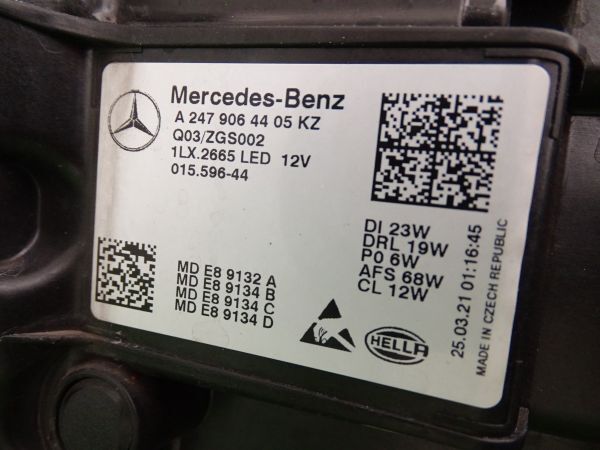 Mercedes-Benz
A 247 906 44 05 KZ
Q03/ZGS002
1LX.2665 LED 12V
015.596-44
DI 23W
DRL 19W
PO 6W
AFS 68W
CL 12W
MD E8 9132 A
MD E8 9134 B
MD E8 9134 C
MD E8 9134 D
HELLA
25.03.21 01:16:45
MADE IN CZECH REPUBLIC